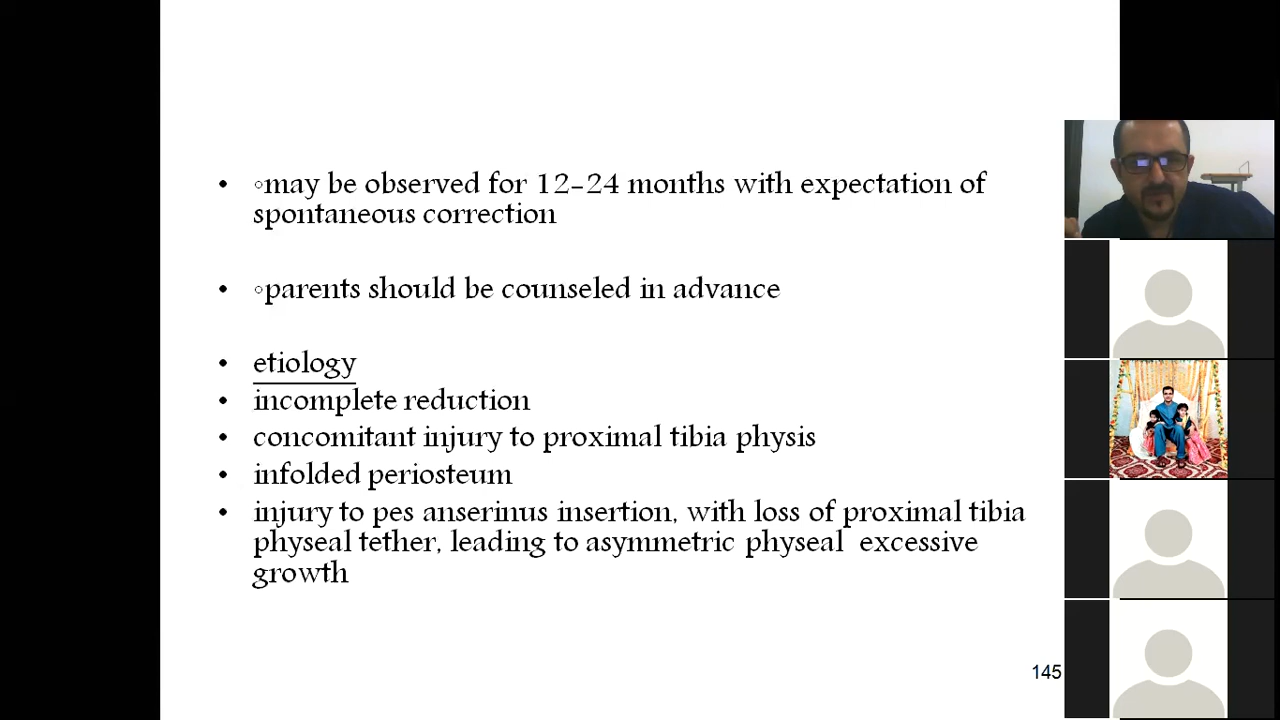 • ◦may be observed for 12-24 months with expectation of
spontaneous correction
• ◦parents should be counseled in advance
• etiology
• incomplete reduction
• concomitant injury to proximal tibia physis
• infolded periosteum
• injury to pes anserinus insertion, with loss of proximal tibia
physeal tether, leading to asymmetric physeal excessive
growth
145